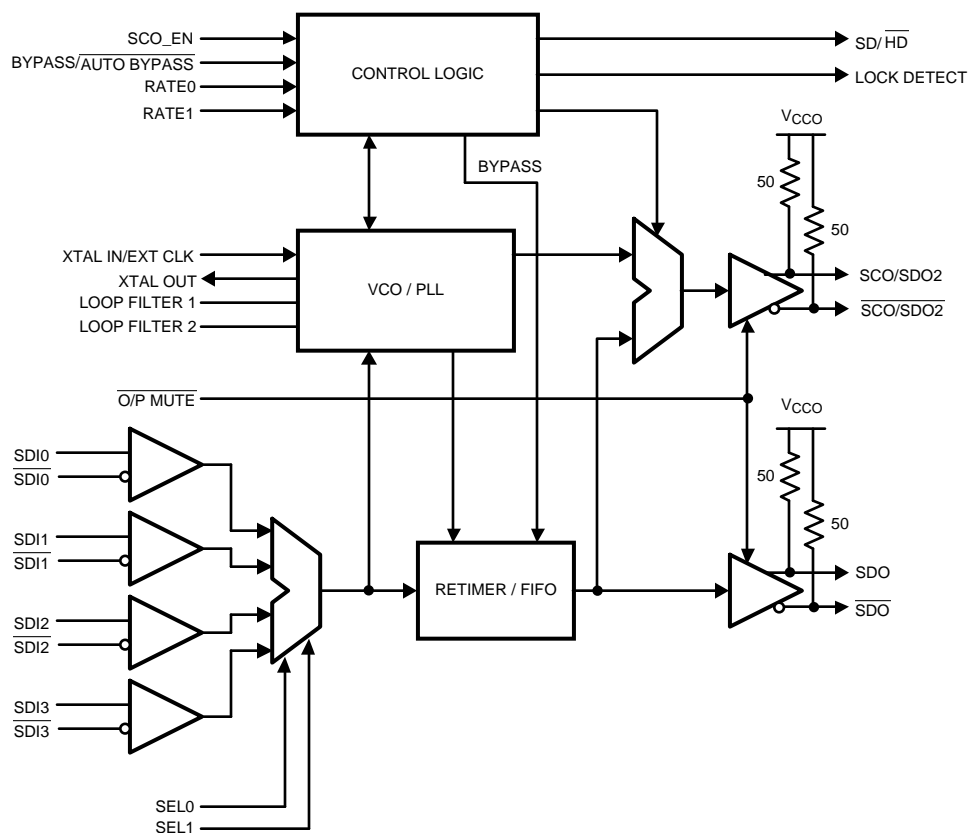 SCO_EN
BYPASS/AUTO BYPASS
RATE0
RATE1
CONTROL LOGIC
SD/HD
LOCK DETECT
BYPASS
VCCO
50
50
XTAL IN/EXT CLK
XTAL OUT
LOOP FILTER 1
LOOP FILTER 2
VCO / PLL
SCO/SDO2
SCO/SDO2
O/P MUTE
VCCO
50
50
SDI0
SDI0
SDI1
SDI1
SDI2
SDI2
SDI3
SDI3
RETIMER / FIFO
SDO
SDO
SEL0
SEL1